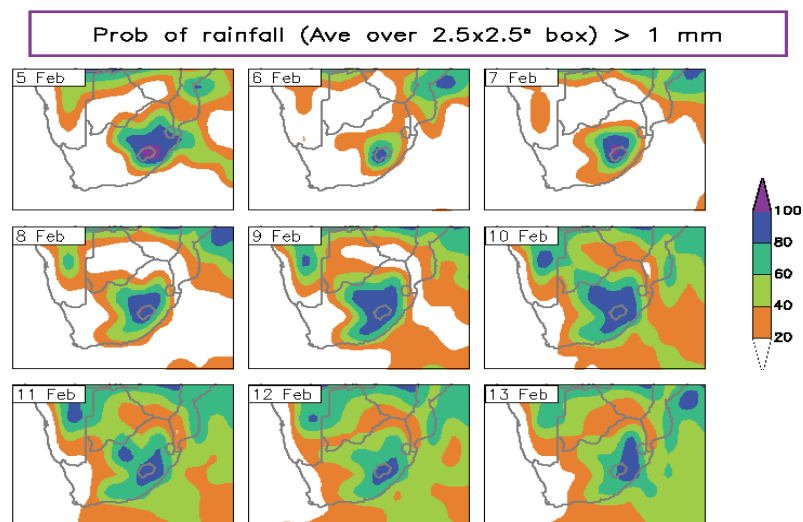 Prob of rainfall (Ave over 2.5x2.5° box) > 1 mm
5 Feb
6 Feb
7 Feb
8 Feb
9 Feb
10 Feb
11 Feb
12 Feb
13 Feb
100
80
60
40
20